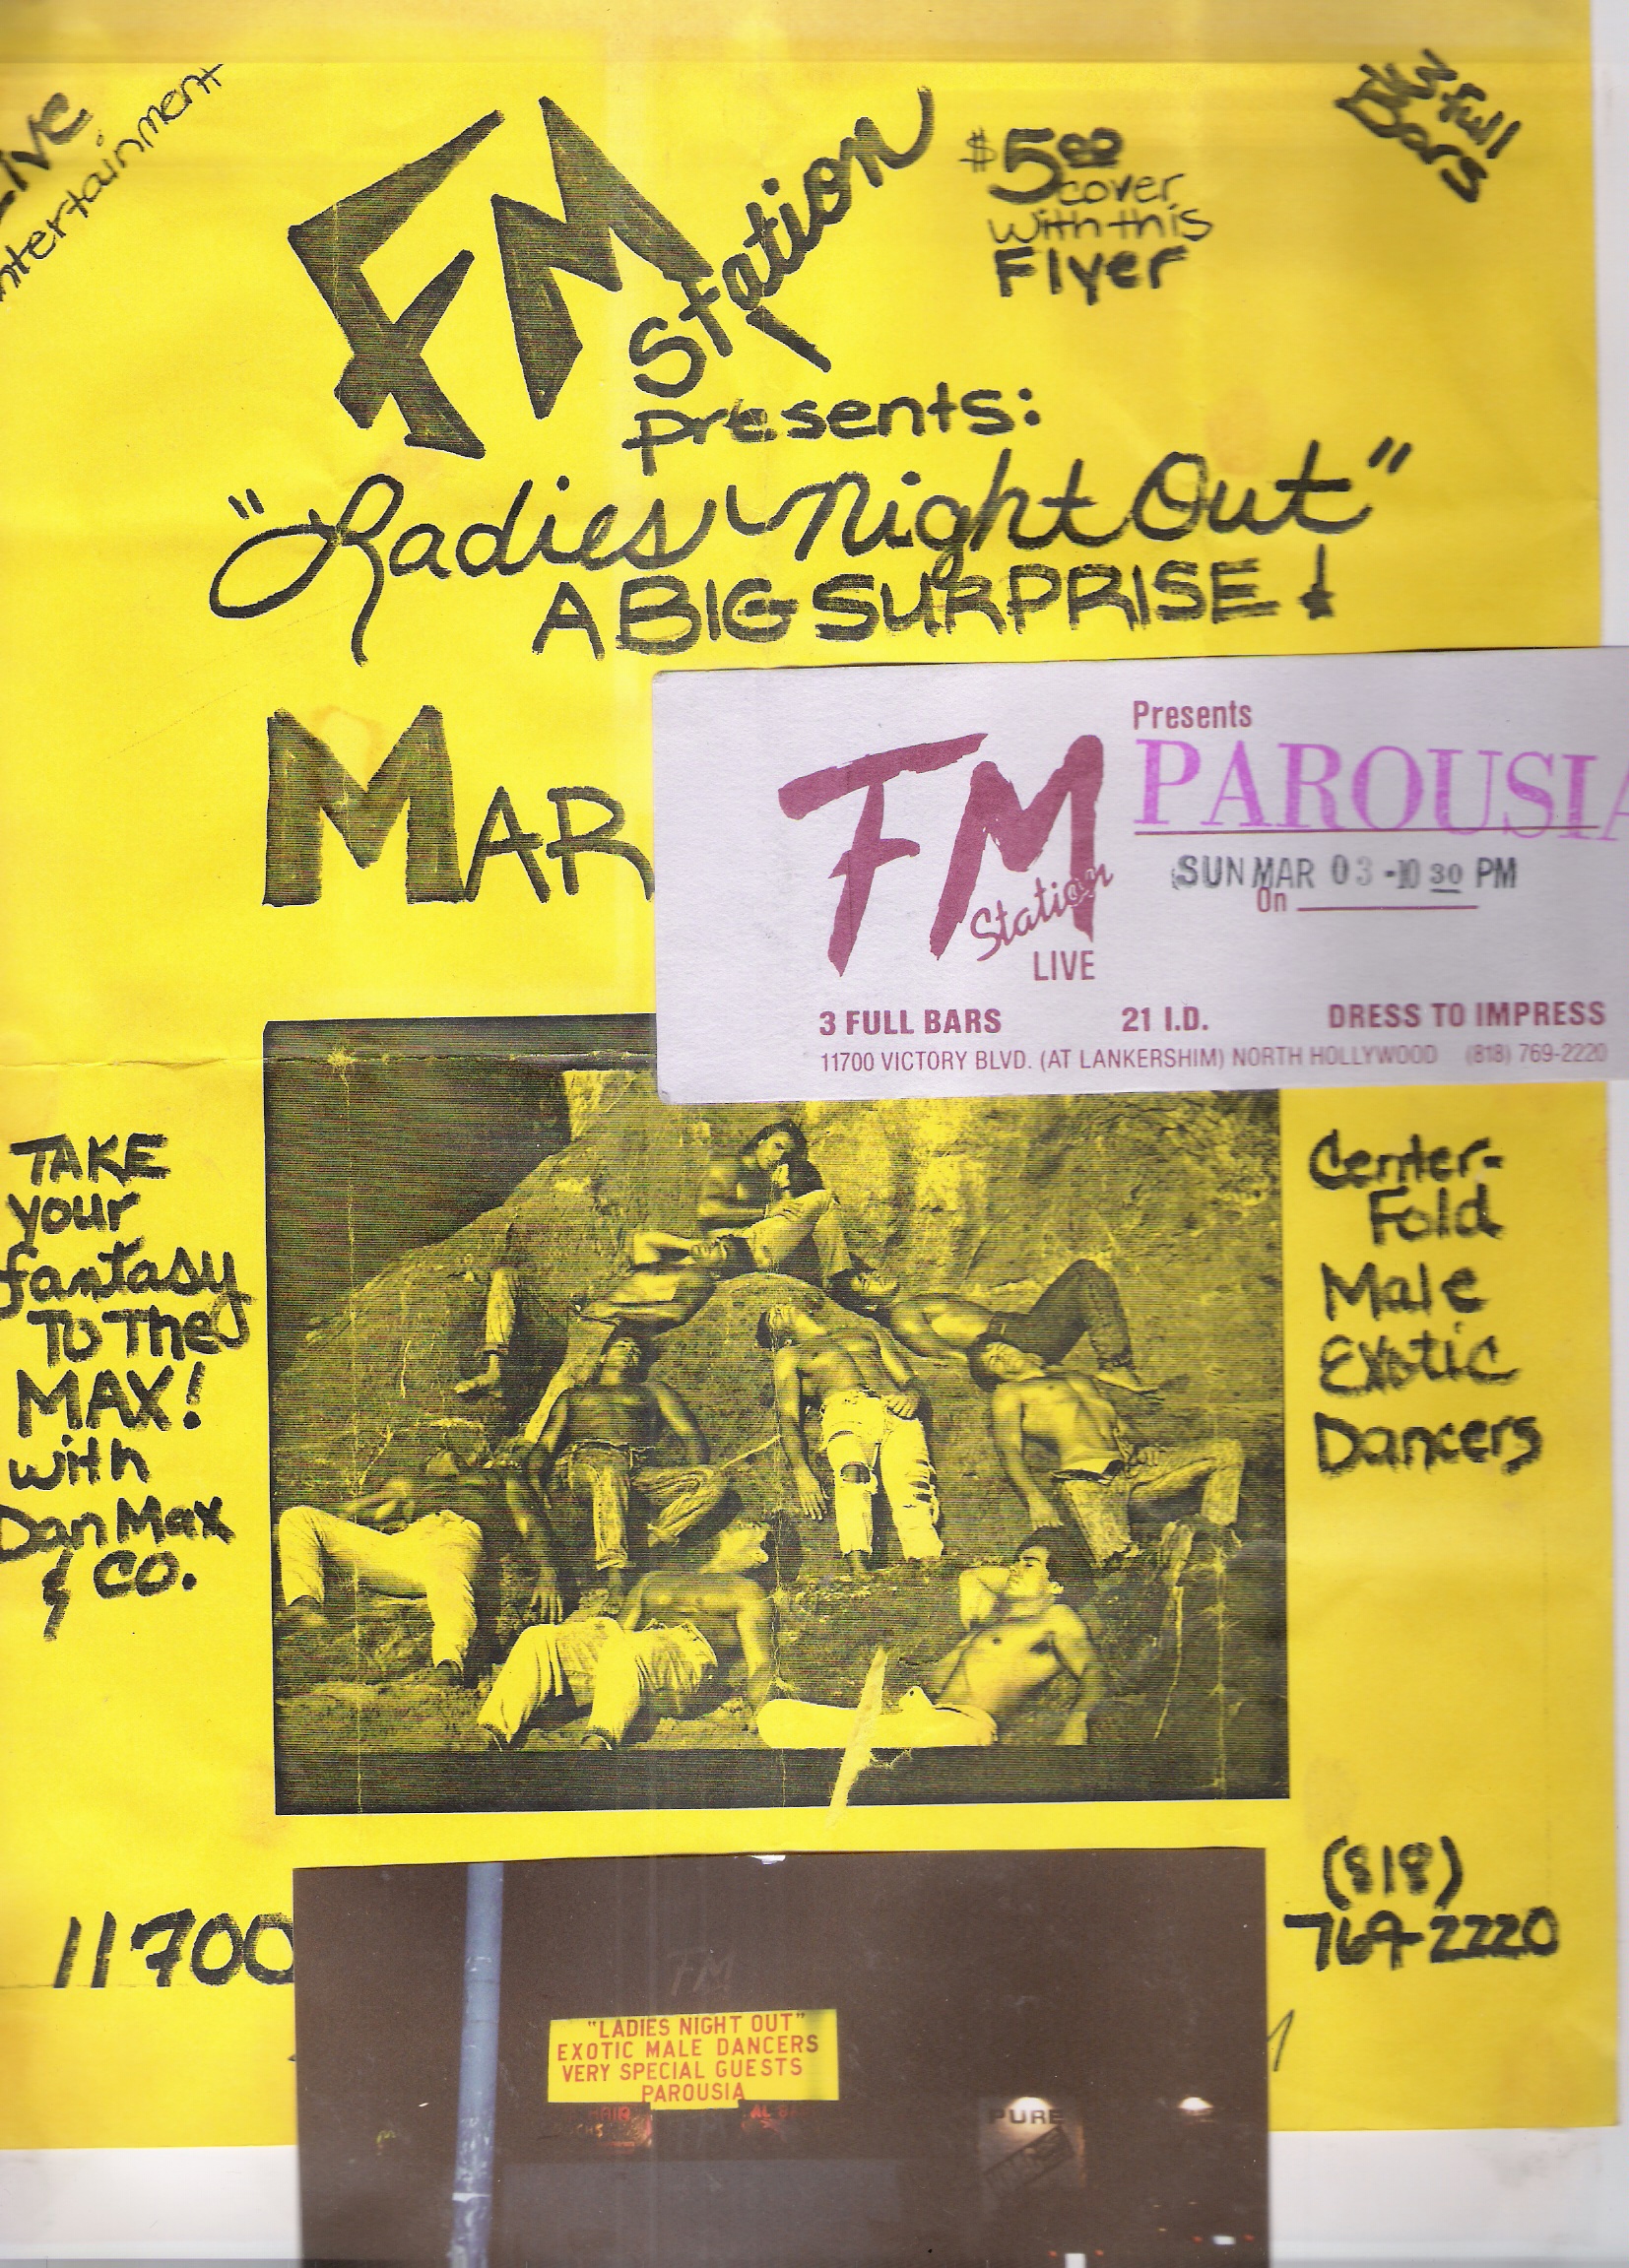 Live
Entertainment
FM
Station
$5.00
cover
with this
Flyer
Full
Bars
presents:
"Ladies Night Out"
A BIG SURPRISE!
MAR
Presents
PAROUSIA
FM
Station
LIVE
SUN MAR 03 -10 30 PM
On
3 FULL BARS 21 I.D. DRESS TO IMPRESS
11700 VICTORY BLVD. (AT LANKERSHIM) NORTH HOLLYWOOD (818) 769-2220
TAKE
your
fantasy
TO THE
MAX!
with
Dan Max
& CO.
Center-
Fold
Male
Exotic
Dancers
11700
(818)
769-2220
FM
"LADIES NIGHT OUT"
EXOTIC MALE DANCERS
VERY SPECIAL GUESTS
PAROUSIA
PURE